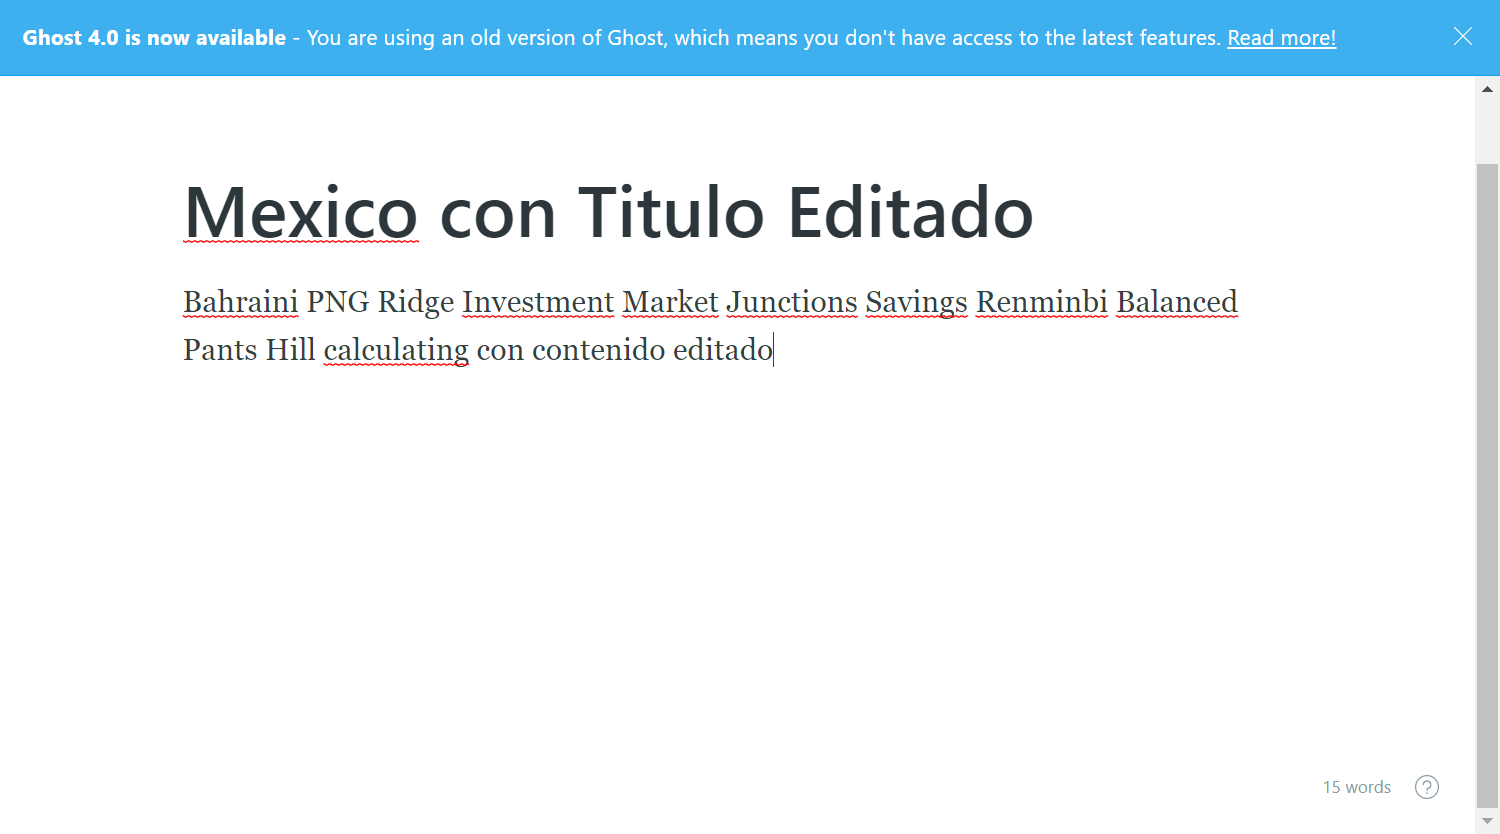 Ghost 4.0 is now available - You are using an old version of Ghost, which means you don't have access to the latest features. Read more!
Mexico con Titulo Editado
Bahraini PNG Ridge Investment Market Junctions Savings Renminbi Balanced
Pants Hill calculating con contenido editado
15 words
?